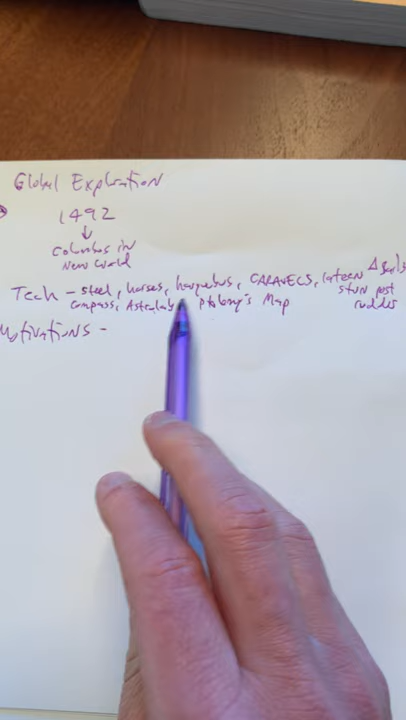 Global Exploration
1492
↓
Columbus in
New World
Tech - Steel, horses, harquebus, CARAVELS, lateen Δ sails
Compass, Astrolab Ptolemy's Map stern post
rudder
Motivations -